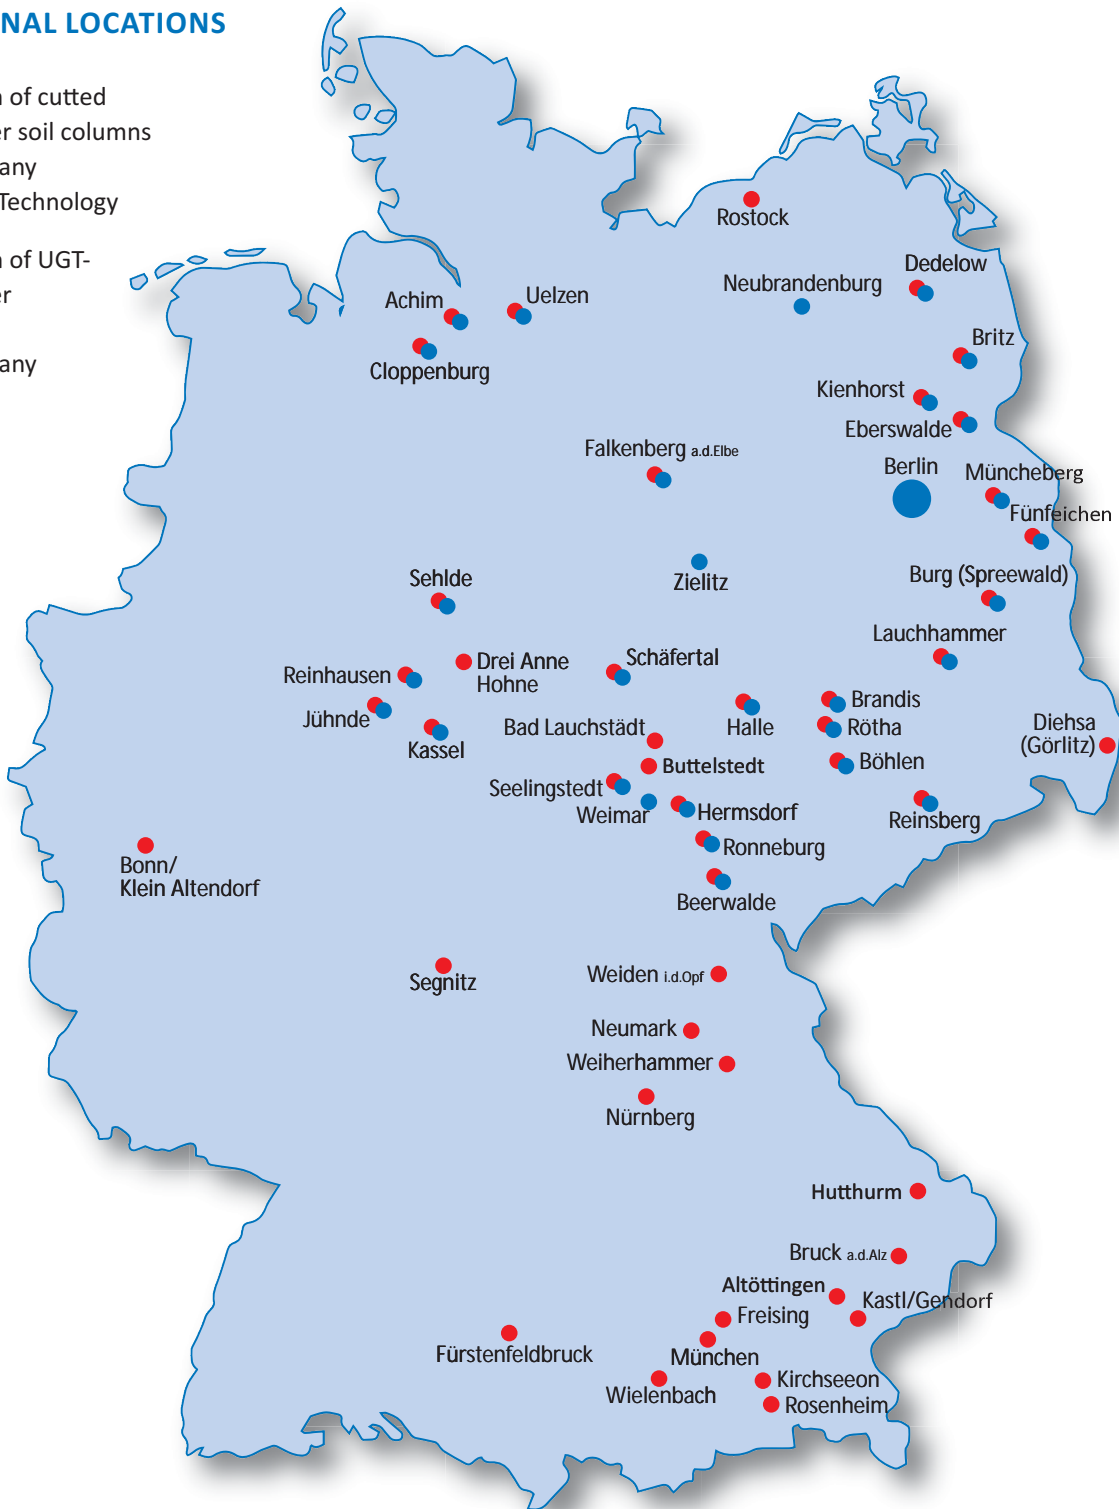 NAL LOCATIONS
n of cutted
er soil columns
any
Technology
n of UGT-
er
any
Rostock
Dedelow
Neubrandenburg
Achim
Uelzen
Cloppenburg
Britz
Kienhorst
Eberswalde
Falkenberg a.d.Elbe
Berlin
Müncheberg
Fünfeichen
Zielitz
Burg (Spreewald)
Sehlde
Lauchhammer
Drei Anne
Hohne
Schäfertal
Reinhausen
Jühnde
Kassel
Bad Lauchstädt
Halle
Brandis
Rötha
Diehsa
(Görlitz)
Böhlen
Buttelstedt
Seelingstedt
Weimar
Hermsdorf
Reinsberg
Ronneburg
Bonn/
Klein Altendorf
Beerwalde
Segnitz
Weiden i.d.Opf
Neumark
Weiherhammer
Nürnberg
Hutthurm
Bruck a.d.Alz
Altöttingen
Kastl/Gendorf
Freising
Fürstenfeldbruck
München
Kirchseeon
Wielenbach
Rosenheim